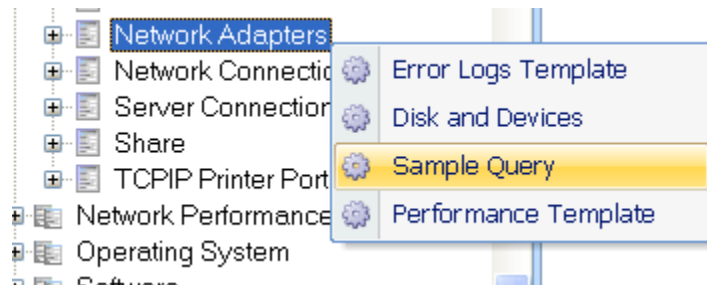 Network Adapters
Network Connectio
Server Connection
Share
TCPIP Printer Port
Network Performance
Operating System
Software
Error Logs Template
Disk and Devices
Sample Query
Performance Template